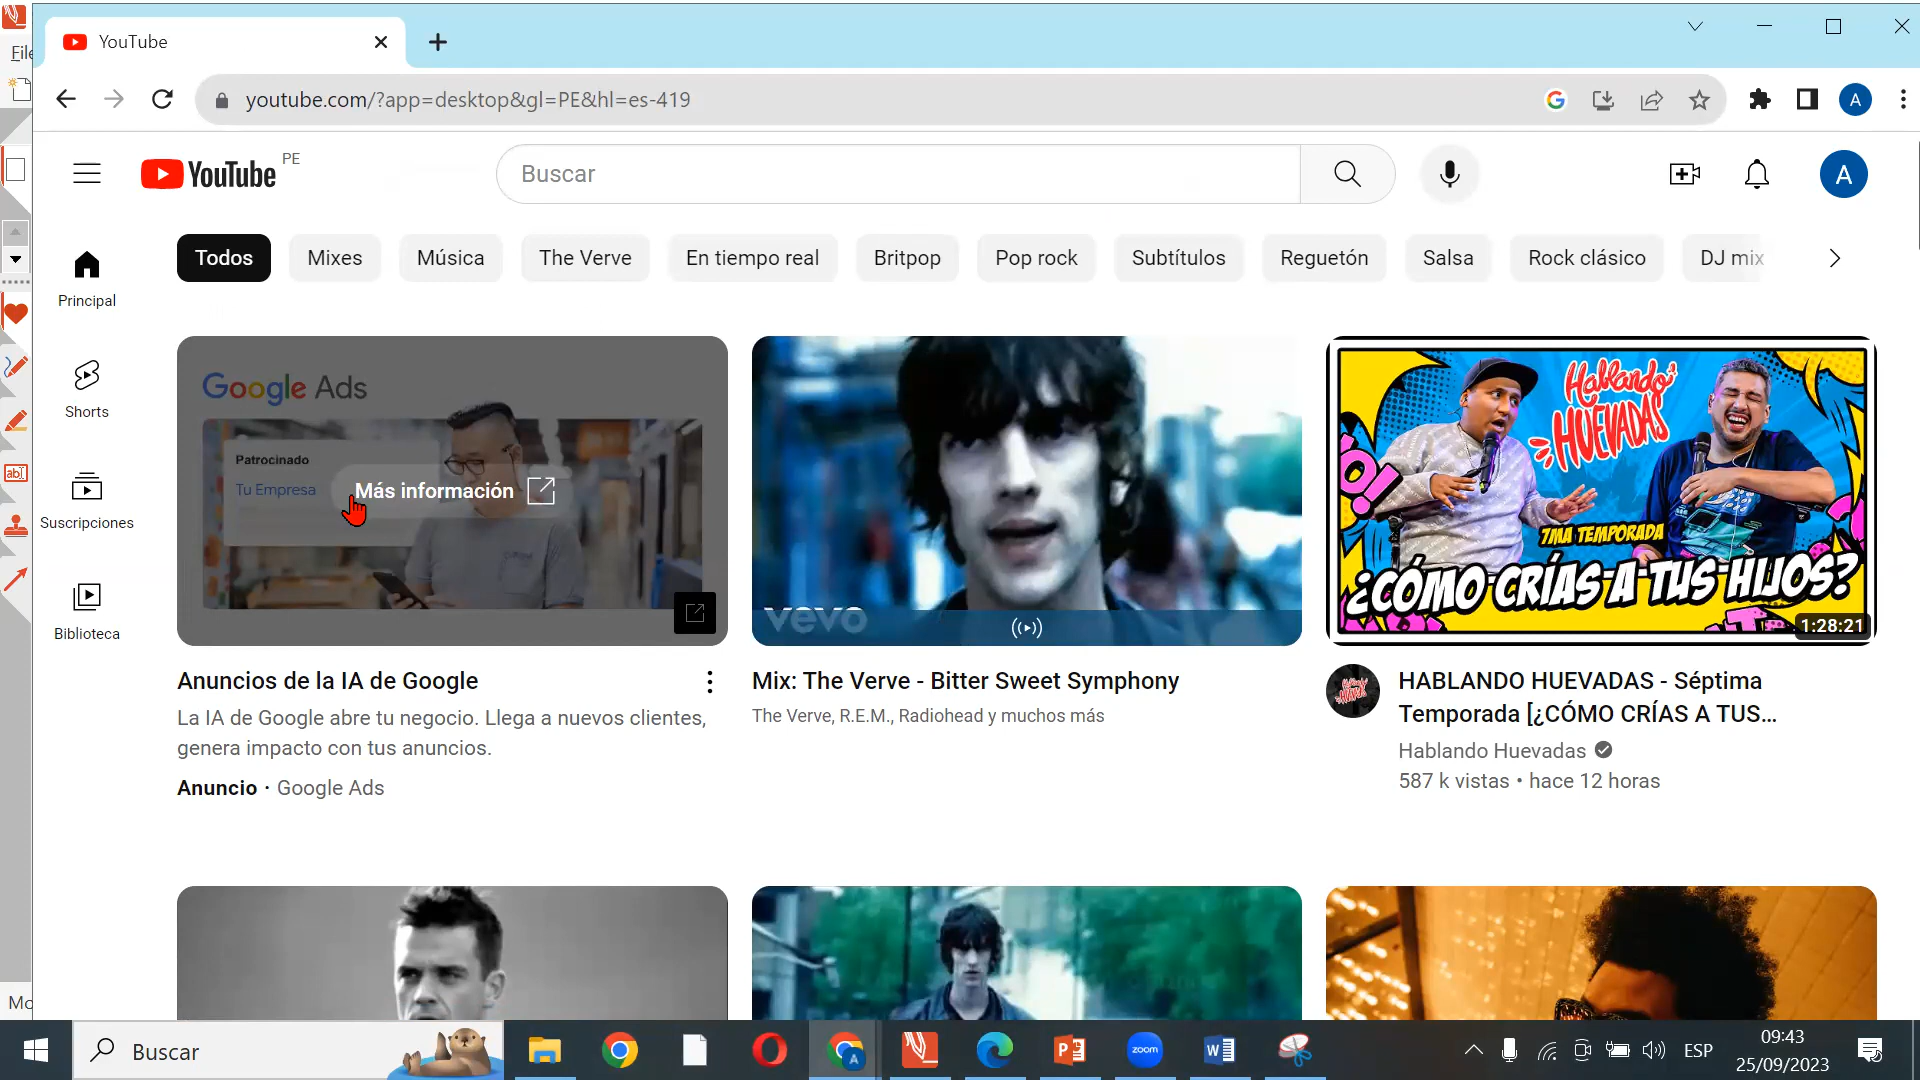 YouTube
File
youtube.com/?app=desktop&gl=PE&hl=es-419
A
YouTube PE
Buscar
A
Todos
Mixes
Música
The Verve
En tiempo real
Britpop
Pop rock
Subtítulos
Reguetón
Salsa
Rock clásico
DJ mix
Principal
Shorts
Suscripciones
Biblioteca
Google Ads
Patrocinado
Tu Empresa
Más información
Anuncios de la IA de Google
La IA de Google abre tu negocio. Llega a nuevos clientes,
genera impacto con tus anuncios.
Anuncio · Google Ads
vevo
Mix: The Verve - Bitter Sweet Symphony
The Verve, R.E.M., Radiohead y muchos más
Hablando
HUEVADAS
7MA TEMPORADA
¿CÓMO CRÍAS A TUS HIJOS?
1:28:21
HABLANDO HUEVADAS - Séptima
Temporada [¿CÓMO CRÍAS A TUS...
Hablando Huevadas
587 k vistas • hace 12 horas
Mo
Buscar
A
zoom
ESP
09:43
25/09/2023